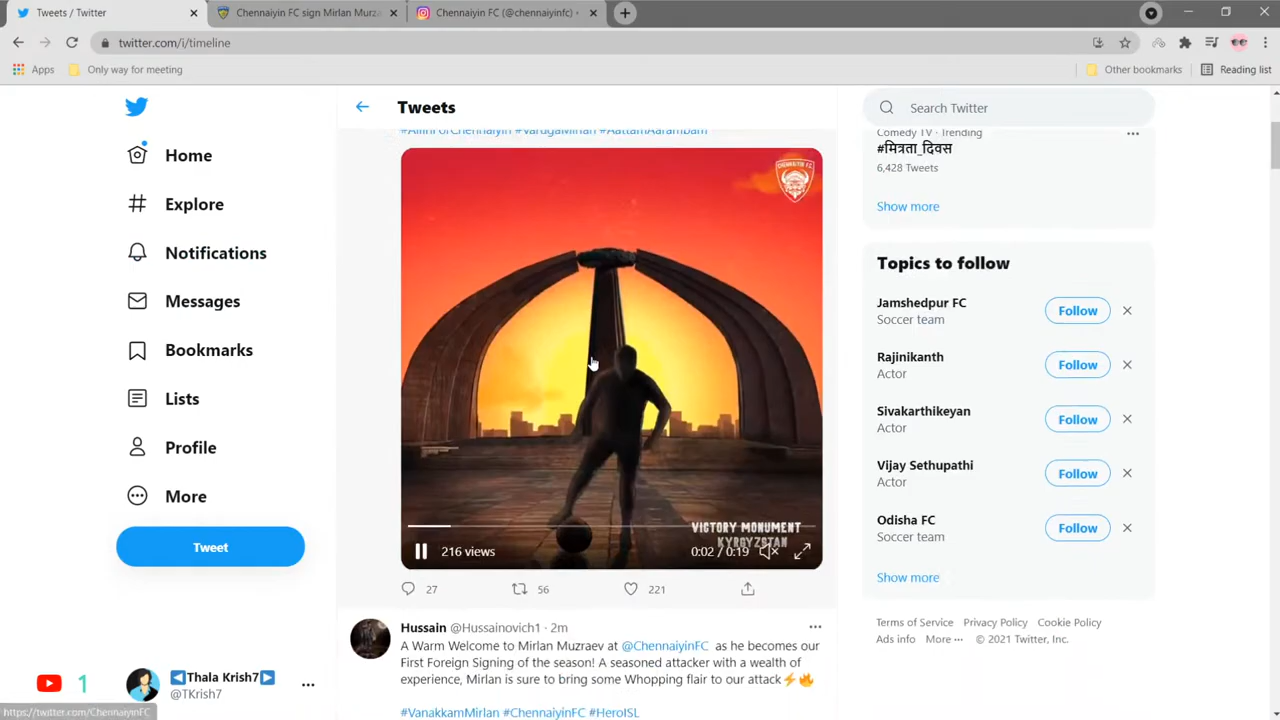 Tweets / Twitter
Chennaiyin FC sign Mirlan Murza
Chennaiyin FC (@chennaiyinfc) •
twitter.com/i/timeline
Apps
Only way for meeting
Other bookmarks
Reading list
Tweets
Search Twitter
#AllInForChennaiyin #VarugaMirlan #AattamAarambam
Comedy TV · Trending
#मित्रता_दिवस
6,428 Tweets
Show more
Home
Explore
Notifications
Messages
Bookmarks
Lists
Profile
More
Tweet
CHENNAIYIN FC
VICTORY MONUMENT
KYRGYZSTAN
216 views
0:02 / 0:19
27
56
221
Topics to follow
Jamshedpur FC
Soccer team
Follow
Rajinikanth
Actor
Follow
Sivakarthikeyan
Actor
Follow
Vijay Sethupathi
Actor
Follow
Odisha FC
Soccer team
Follow
Show more
Terms of Service Privacy Policy Cookie Policy
Ads info More ··· © 2021 Twitter, Inc.
Hussain @Hussainovich1 · 2m
A Warm Welcome to Mirlan Muzraev at @ChennaiyinFC as he becomes our
First Foreign Signing of the season! A seasoned attacker with a wealth of
experience, Mirlan is sure to bring some Whopping flair to our attack⚡🔥
#VanakkamMirlan #ChennaiyinFC #HeroISL
1
◀Thala Krish7▶
@TKrish7
https://twitter.com/ChennaiyinFC